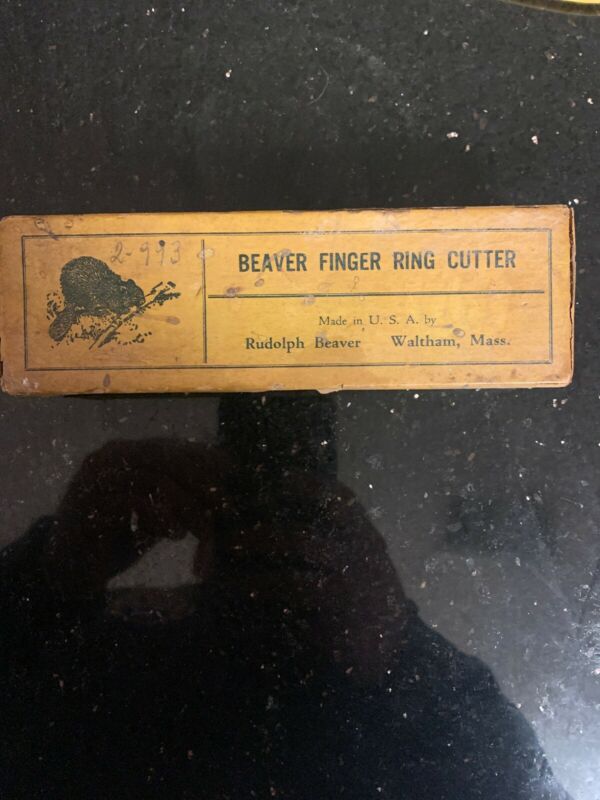 2-993
BEAVER FINGER RING CUTTER
Made in U. S. A. by
Rudolph Beaver Waltham, Mass.